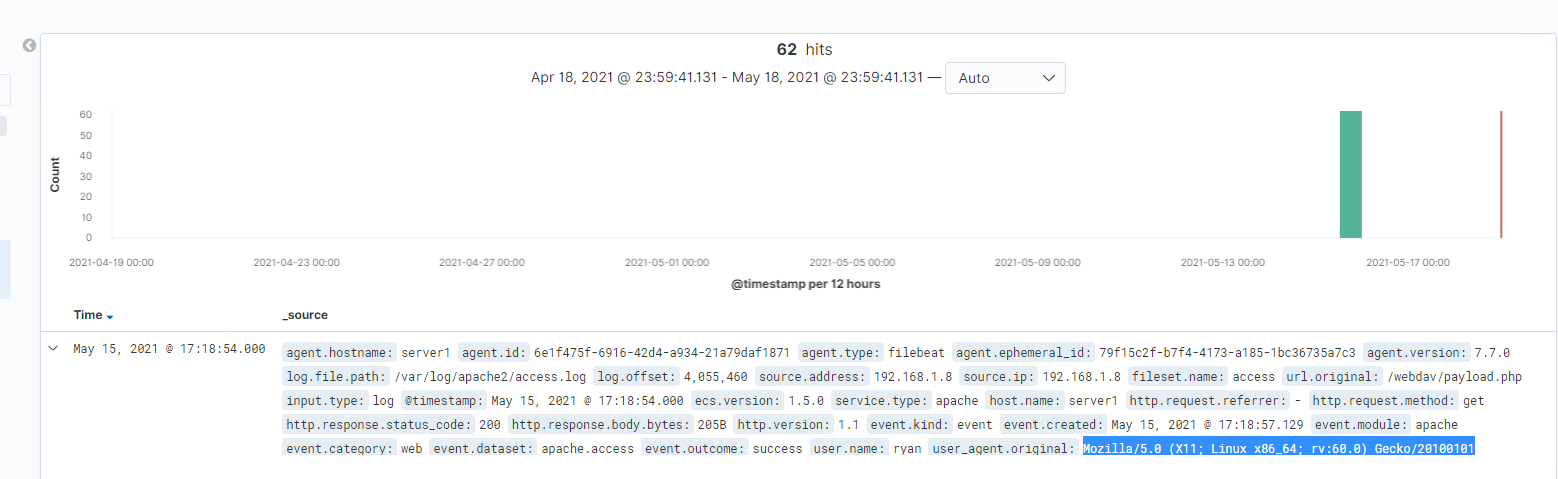 62 hits
Apr 18, 2021 @ 23:59:41.131 - May 18, 2021 @ 23:59:41.131 — Auto
60
50
40
30
20
10
0
Count
2021-04-19 00:00 2021-04-23 00:00 2021-04-27 00:00 2021-05-01 00:00 2021-05-05 00:00 2021-05-09 00:00 2021-05-13 00:00 2021-05-17 00:00
@timestamp per 12 hours
Time _source
May 15, 2021 @ 17:18:54.000 agent.hostname: server1 agent.id: 6e1f475f-6916-42d4-a934-21a79daf1871 agent.type: filebeat agent.ephemeral_id: 79f15c2f-b7f4-4173-a185-1bc36735a7c3 agent.version: 7.7.0
log.file.path: /var/log/apache2/access.log log.offset: 4,055,460 source.address: 192.168.1.8 source.ip: 192.168.1.8 fileset.name: access url.original: /webdav/payload.php
input.type: log @timestamp: May 15, 2021 @ 17:18:54.000 ecs.version: 1.5.0 service.type: apache host.name: server1 http.request.referrer: - http.request.method: get
http.response.status_code: 200 http.response.body.bytes: 205B http.version: 1.1 event.kind: event event.created: May 15, 2021 @ 17:18:57.129 event.module: apache
event.category: web event.dataset: apache.access event.outcome: success user.name: ryan user_agent.original: Mozilla/5.0 (X11; Linux x86_64; rv:60.0) Gecko/20100101